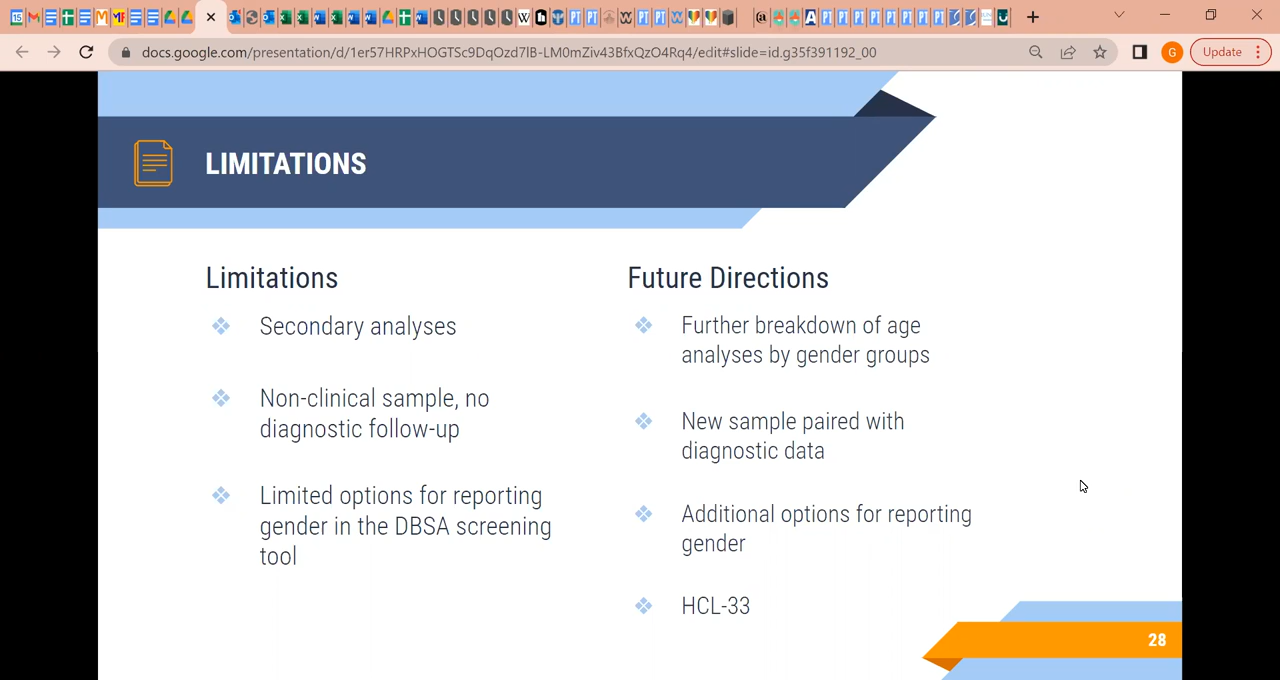 docs.google.com/presentation/d/1er57HRPxHOGTSc9DqOzd7lB-LM0mZiv43BfxQzO4Rq4/edit#slide=id.g35f391192_00
G
Update
LIMITATIONS
Limitations
Secondary analyses
Non-clinical sample, no
diagnostic follow-up
Limited options for reporting
gender in the DBSA screening
tool
Future Directions
Further breakdown of age
analyses by gender groups
New sample paired with
diagnostic data
Additional options for reporting
gender
HCL-33
28